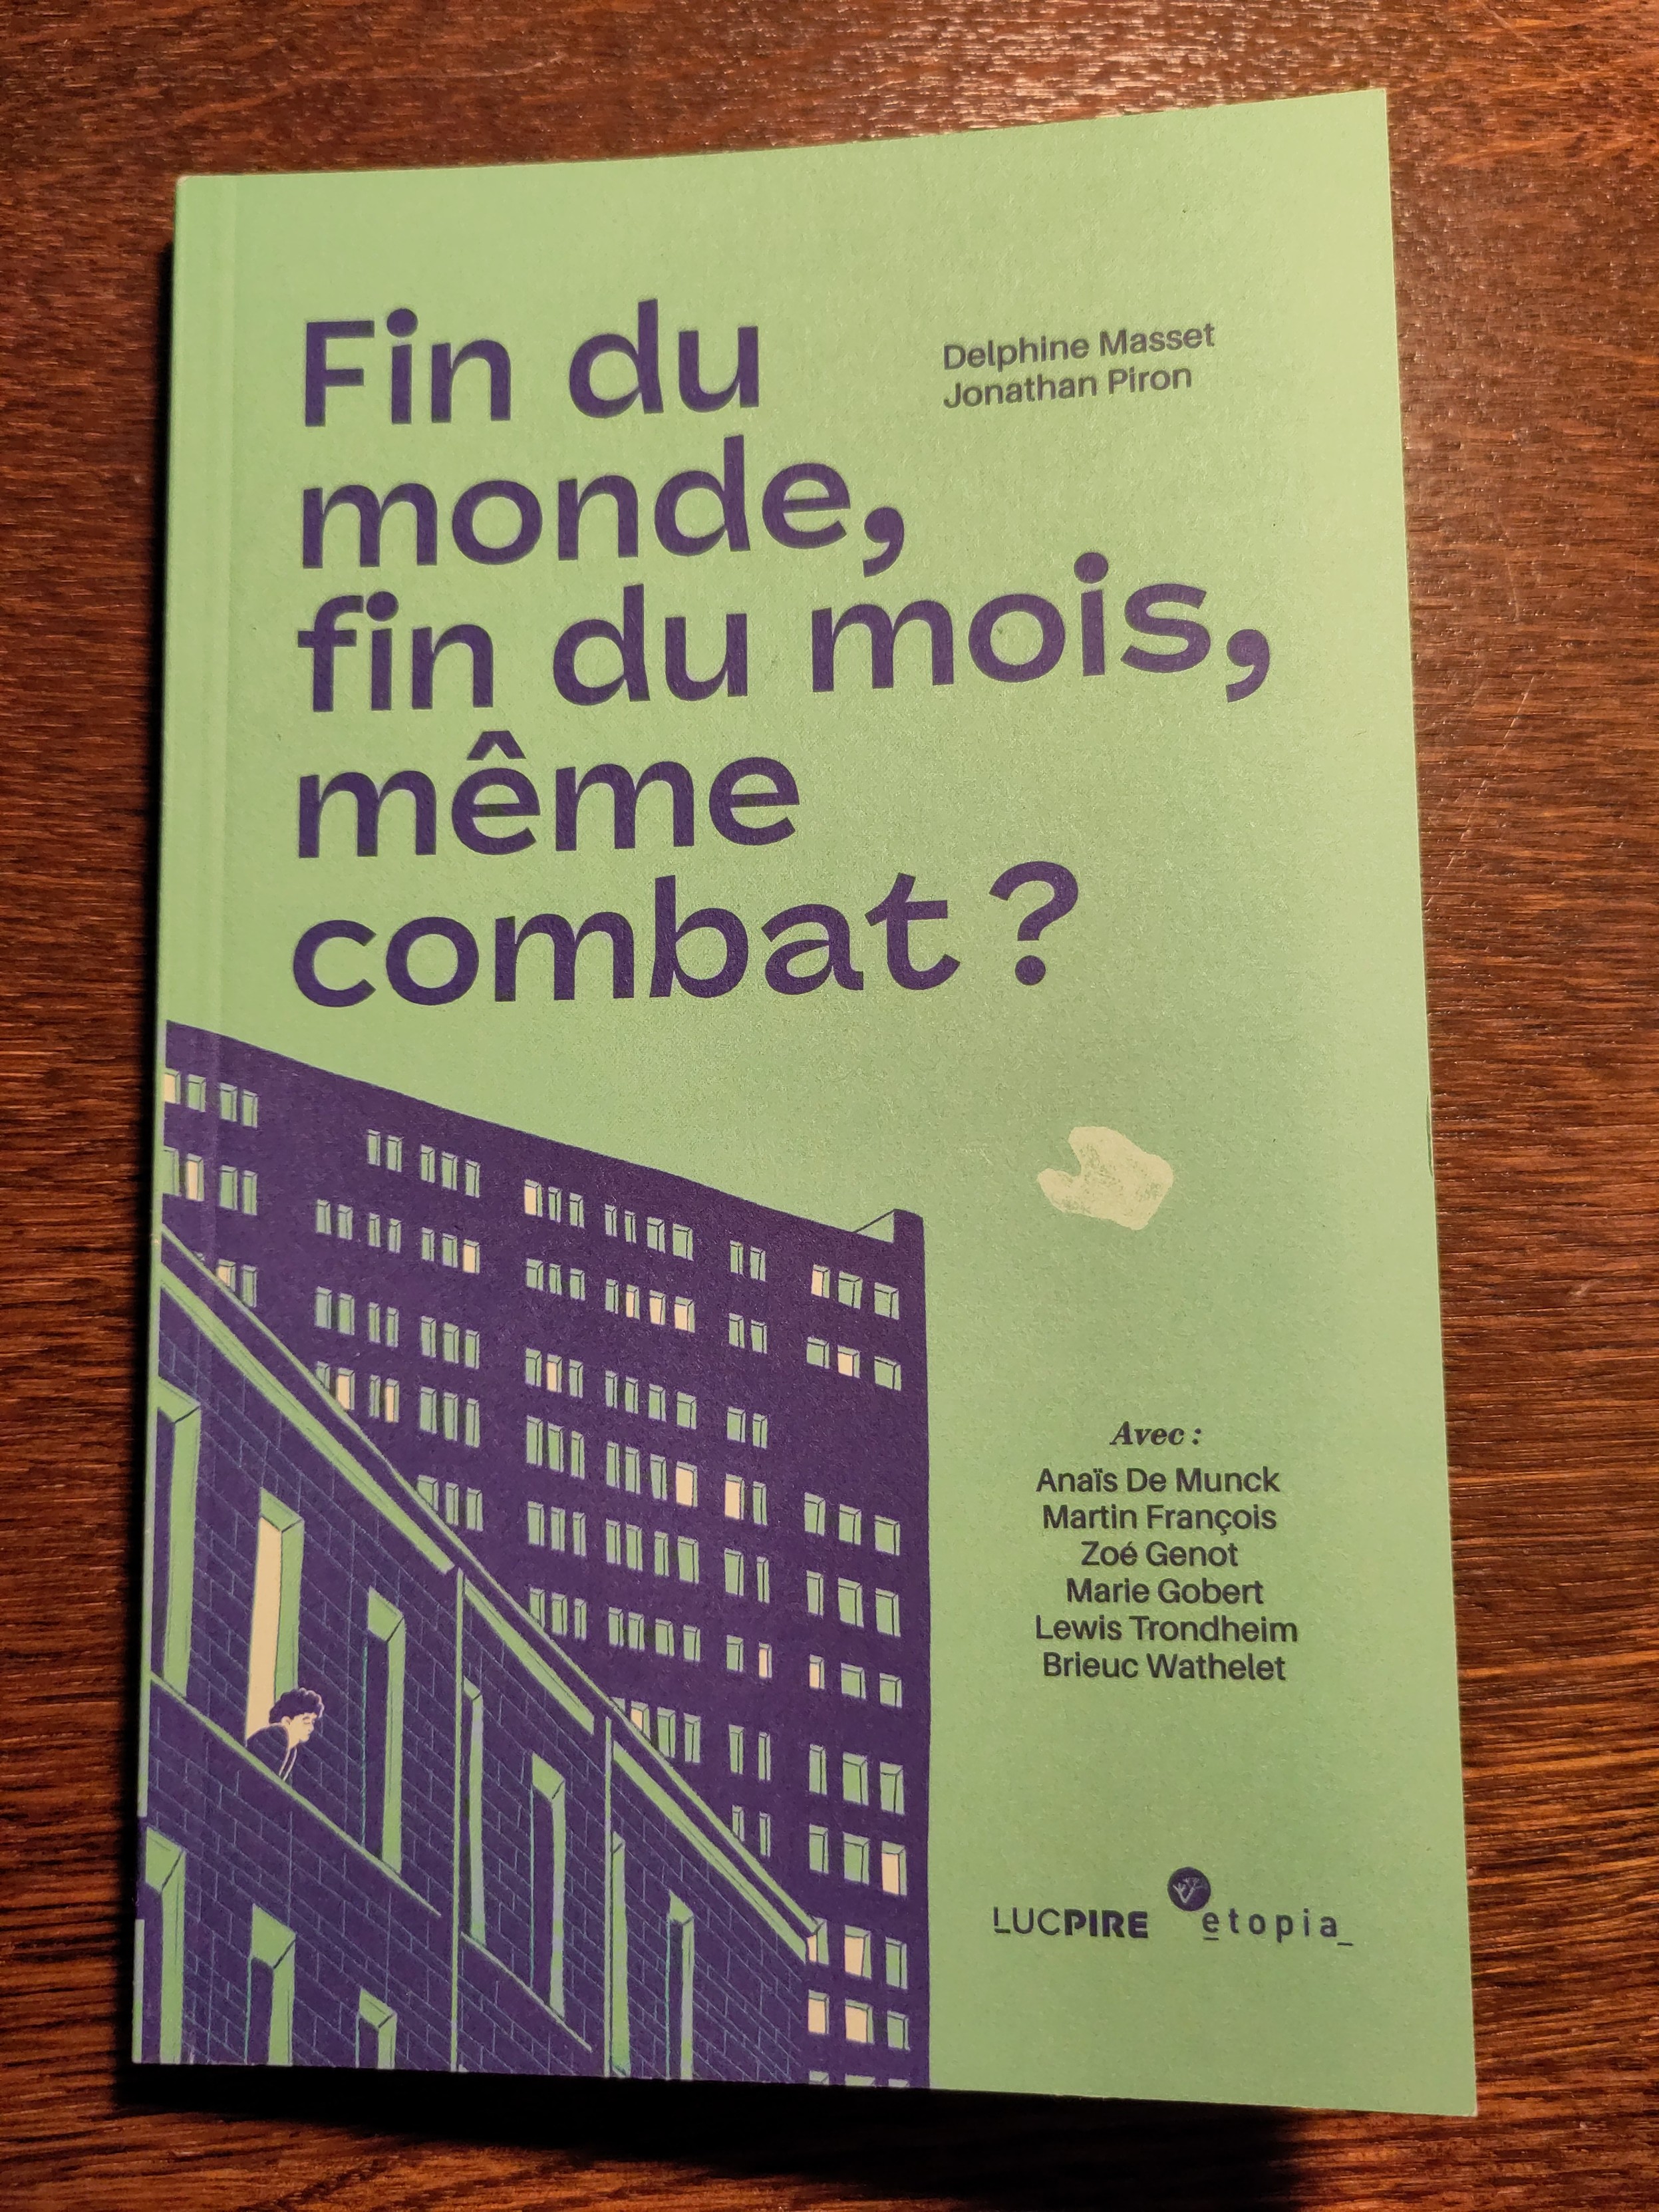 Fin du
monde,
fin du mois,
même
combat ?
Delphine Masset
Jonathan Piron
Avec :
Anaïs De Munck
Martin François
Zoé Genot
Marie Gobert
Lewis Trondheim
Brieuc Wathelet
LUCPIRE
etopia_